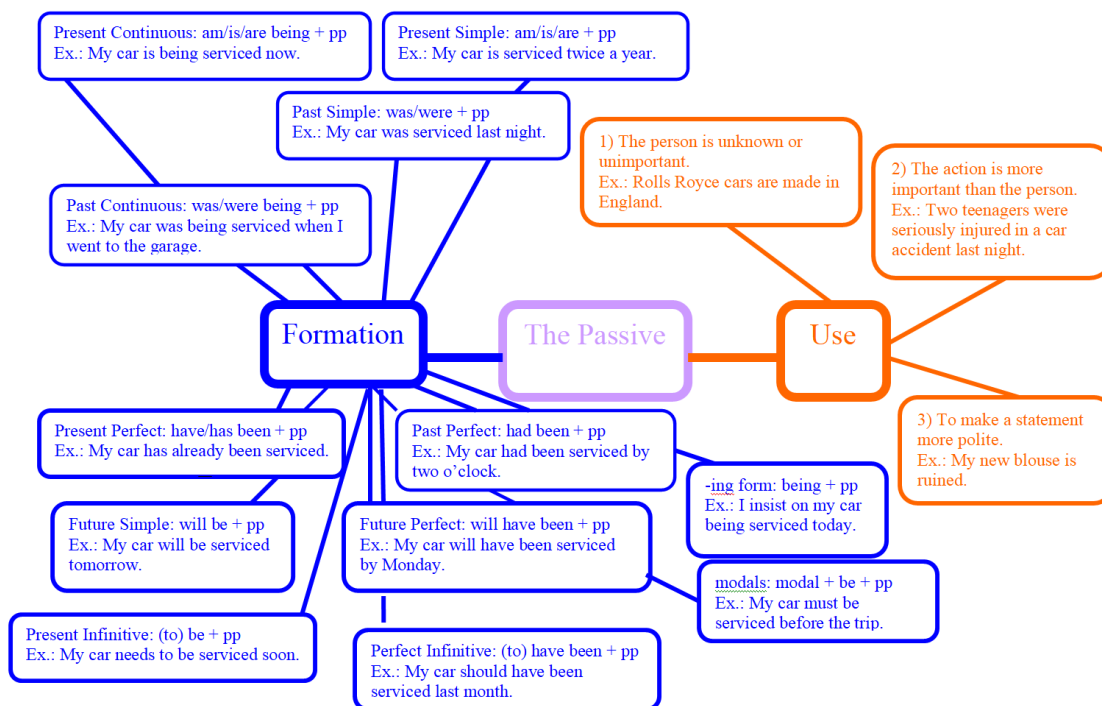 Present Continuous: am/is/are being + pp
Ex.: My car is being serviced now.
Present Simple: am/is/are + pp
Ex.: My car is serviced twice a year.
Past Simple: was/were + pp
Ex.: My car was serviced last night.
1) The person is unknown or
unimportant.
Ex.: Rolls Royce cars are made in
England.
2) The action is more
important than the person.
Ex.: Two teenagers were
seriously injured in a car
accident last night.
Past Continuous: was/were being + pp
Ex.: My car was being serviced when I
went to the garage.
Formation
The Passive
Use
Present Perfect: have/has been + pp
Ex.: My car has already been serviced.
Past Perfect: had been + pp
Ex.: My car had been serviced by
two o’clock.
3) To make a statement
more polite.
Ex.: My new blouse is
ruined.
-ing form: being + pp
Ex.: I insist on my car
being serviced today.
Future Simple: will be + pp
Ex.: My car will be serviced
tomorrow.
Future Perfect: will have been + pp
Ex.: My car will have been serviced
by Monday.
modals: modal + be + pp
Ex.: My car must be
serviced before the trip.
Present Infinitive: (to) be + pp
Ex.: My car needs to be serviced soon.
Perfect Infinitive: (to) have been + pp
Ex.: My car should have been
serviced last month.